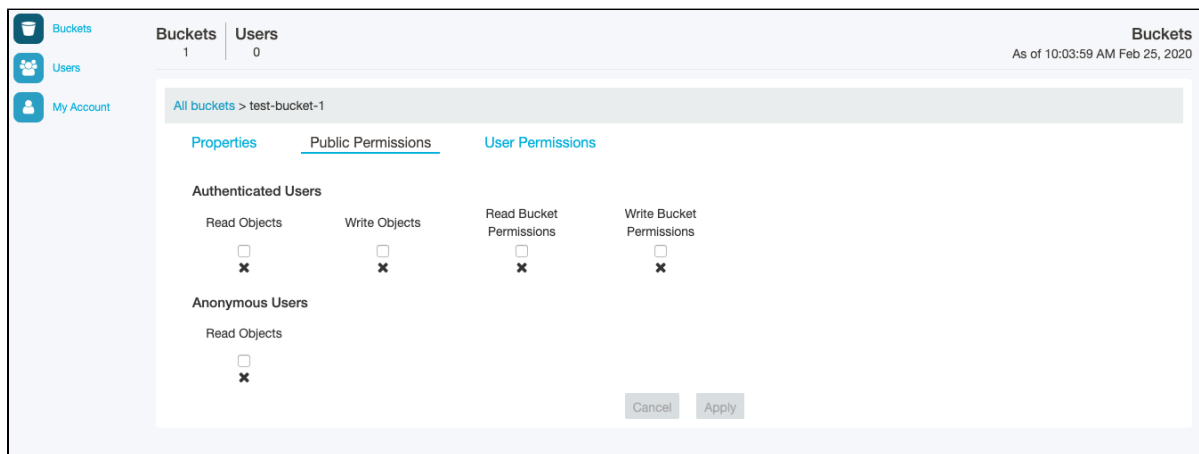 Buckets
Users
My Account
Buckets Users
1 0
Buckets
As of 10:03:59 AM Feb 25, 2020
All buckets > test-bucket-1
Properties Public Permissions User Permissions
Authenticated Users
Read Objects Write Objects Read Bucket Permissions Write Bucket Permissions
Anonymous Users
Read Objects
Cancel Apply